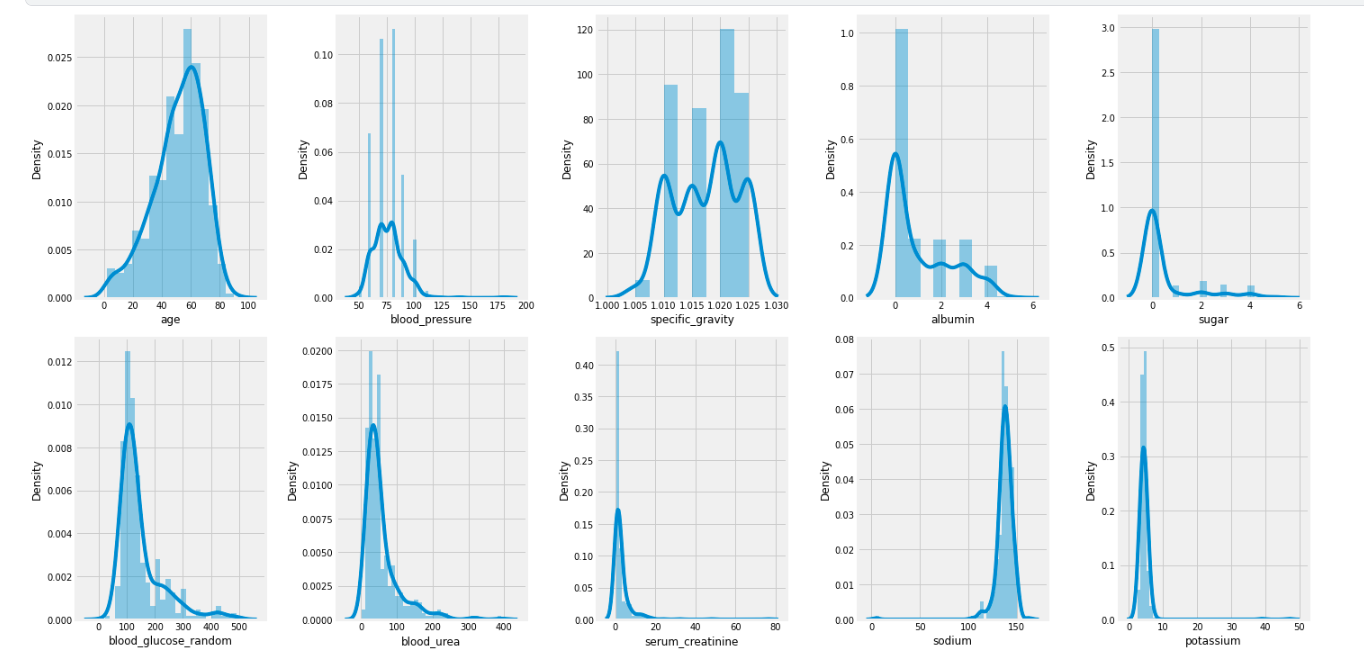 0.025
0.020
0.015
0.010
0.005
0.000
Density
0 20 40 60 80 100
age
0.10
0.08
0.06
0.04
0.02
0.00
Density
50 75 100 125 150 175 200
blood_pressure
120
100
80
60
40
20
0
Density
1.000 1.005 1.010 1.015 1.020 1.025 1.030
specific_gravity
1.0
0.8
0.6
0.4
0.2
0.0
Density
0 2 4 6
albumin
3.0
2.5
2.0
1.5
1.0
0.5
0.0
Density
0 2 4 6
sugar
0.012
0.010
0.008
0.006
0.004
0.002
0.000
Density
0 100 200 300 400 500
blood_glucose_random
0.0200
0.0175
0.0150
0.0125
0.0100
0.0075
0.0050
0.0025
0.0000
Density
0 100 200 300 400
blood_urea
0.40
0.35
0.30
0.25
0.20
0.15
0.10
0.05
0.00
Density
0 20 40 60 80
serum_creatinine
0.08
0.07
0.06
0.05
0.04
0.03
0.02
0.01
0.00
Density
0 50 100 150
sodium
0.5
0.4
0.3
0.2
0.1
0.0
Density
0 10 20 30 40 50
potassium